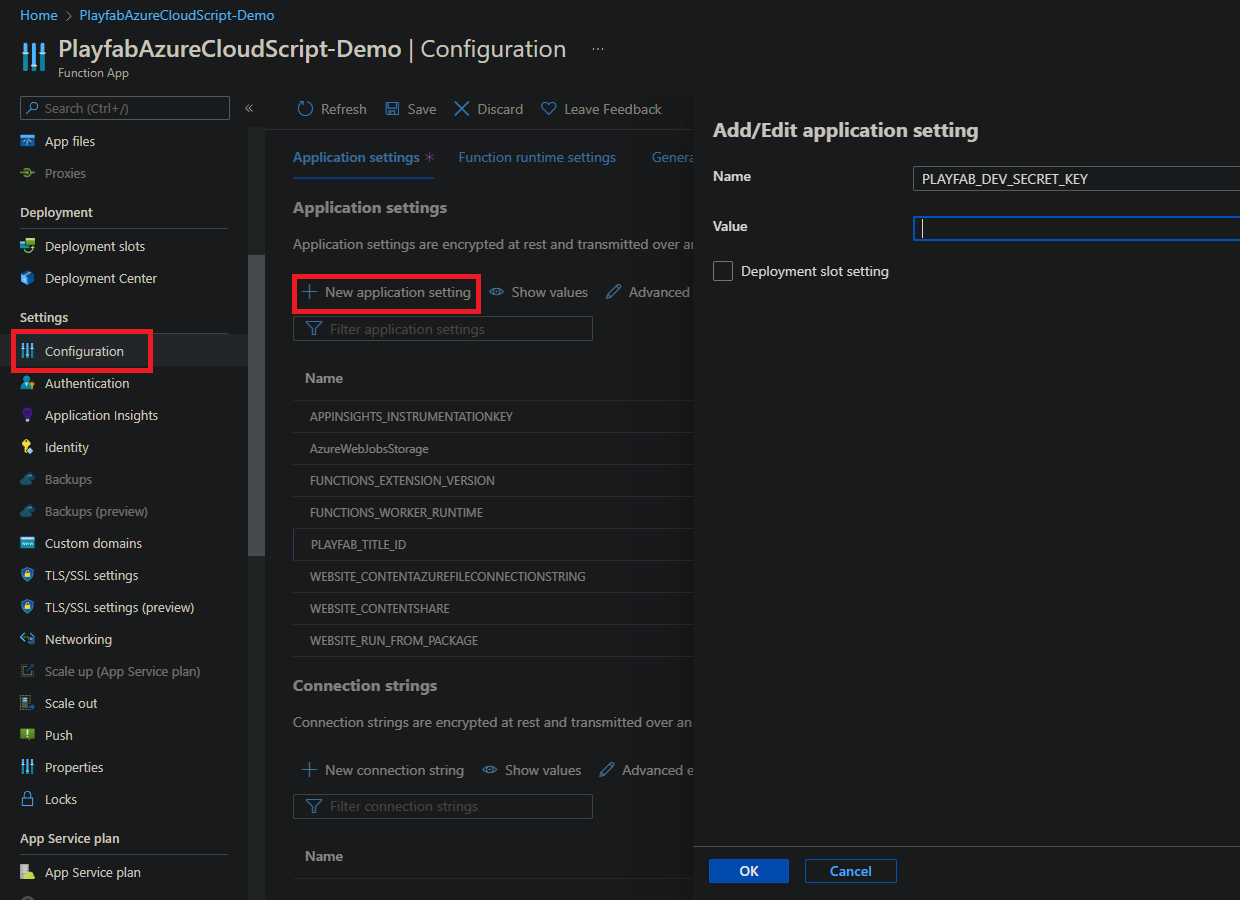 Home > PlayfabAzureCloudScript-Demo
PlayfabAzureCloudScript-Demo | Configuration ...
Function App
Search (Ctrl+/) «
App files
Proxies
Deployment
Deployment slots
Deployment Center
Settings
Configuration
Authentication
Application Insights
Identity
Backups
Backups (preview)
Custom domains
TLS/SSL settings
TLS/SSL settings (preview)
Networking
Scale up (App Service plan)
Scale out
Push
Properties
Locks
App Service plan
App Service plan
Refresh Save Discard Leave Feedback
Application settings * Function runtime settings Genera
Application settings
Application settings are encrypted at rest and transmitted over an
New application setting Show values Advanced
Filter application settings
Name
APPINSIGHTS_INSTRUMENTATIONKEY
AzureWebJobsStorage
FUNCTIONS_EXTENSION_VERSION
FUNCTIONS_WORKER_RUNTIME
PLAYFAB_TITLE_ID
WEBSITE_CONTENTAZUREFILECONNECTIONSTRING
WEBSITE_CONTENTSHARE
WEBSITE_RUN_FROM_PACKAGE
Connection strings
Connection strings are encrypted at rest and transmitted over an
New connection string Show values Advanced e
Filter connection strings
Name
Add/Edit application setting
Name PLAYFAB_DEV_SECRET_KEY
Value
Deployment slot setting
OK Cancel